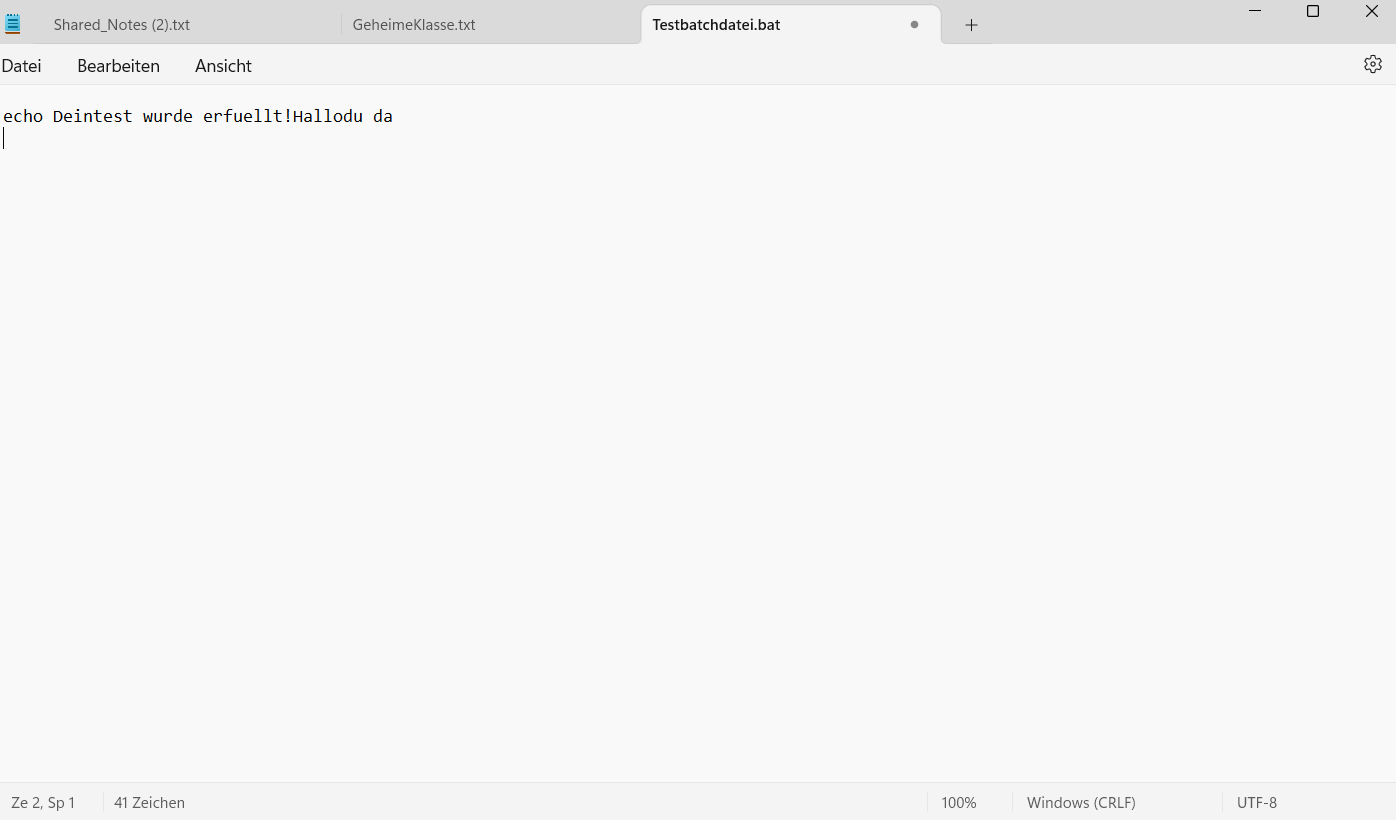 Shared_Notes (2).txt
GeheimeKlasse.txt
Testbatchdatei.bat
Datei Bearbeiten Ansicht
echo Deintest wurde erfuellt!Hallodu da
Ze 2, Sp 1 41 Zeichen 100% Windows (CRLF) UTF-8